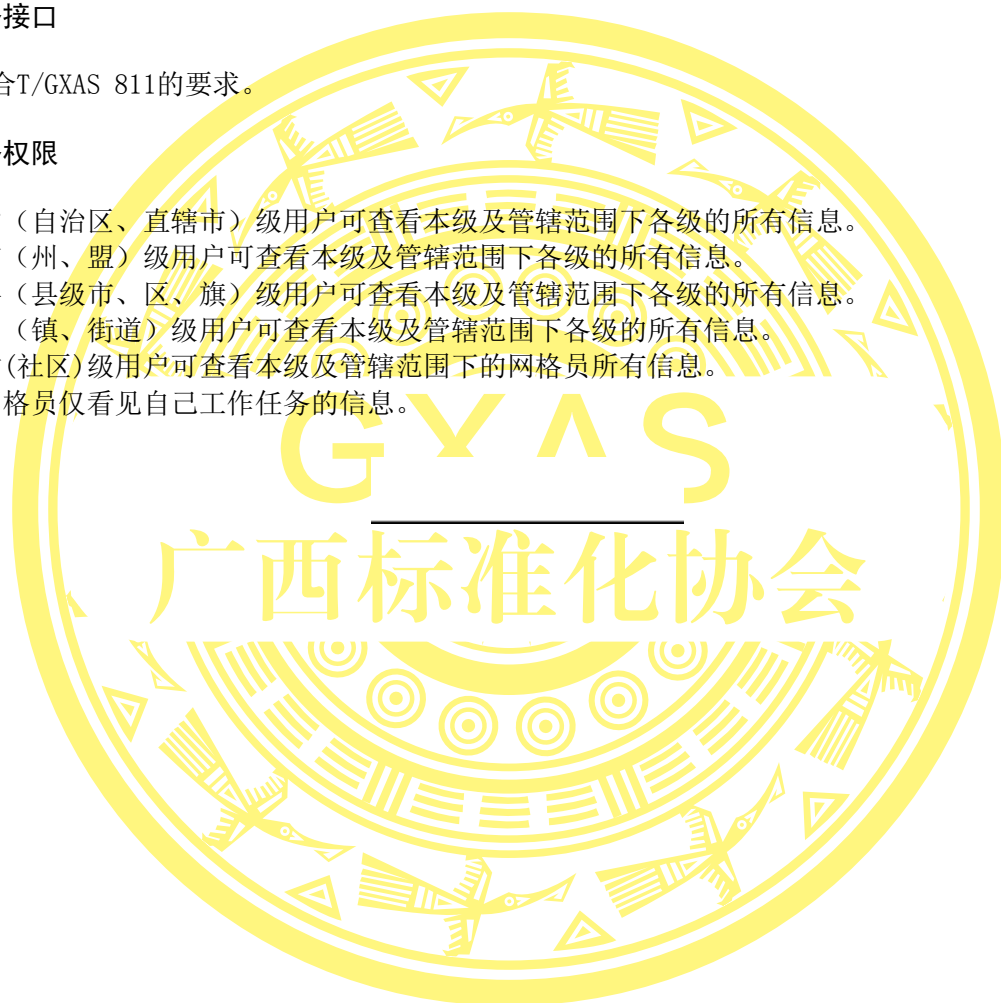 接口
合T/GXAS 811的要求。
权限
（自治区、直辖市）级用户可查看本级及管辖范围下各级的所有信息。
（州、盟）级用户可查看本级及管辖范围下各级的所有信息。
（县级市、区、旗）级用户可查看本级及管辖范围下各级的所有信息。
（镇、街道）级用户可查看本级及管辖范围下各级的所有信息。
(社区)级用户可查看本级及管辖范围下的网格员所有信息。
格员仅看见自己工作任务的信息。
GXAS
广西标准化协会